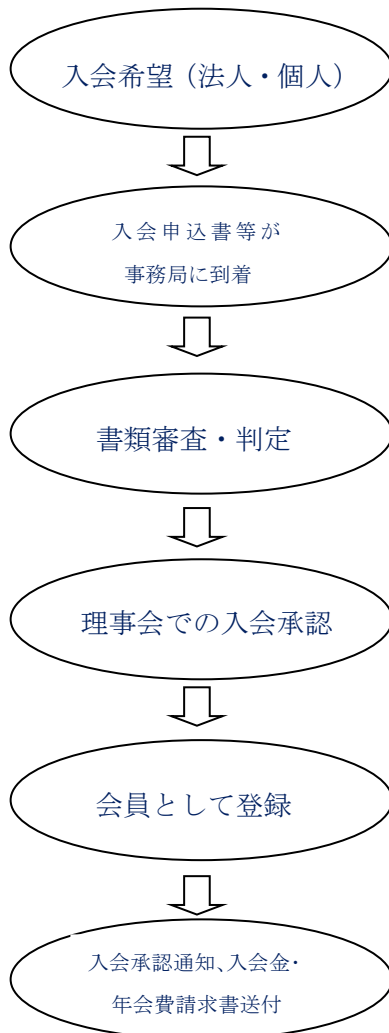 入会希望（法人・個人）
入会申込書等が
事務局に到着
書類審査・判定
理事会での入会承認
会員として登録
入会承認通知、入会金・
年会費請求書送付